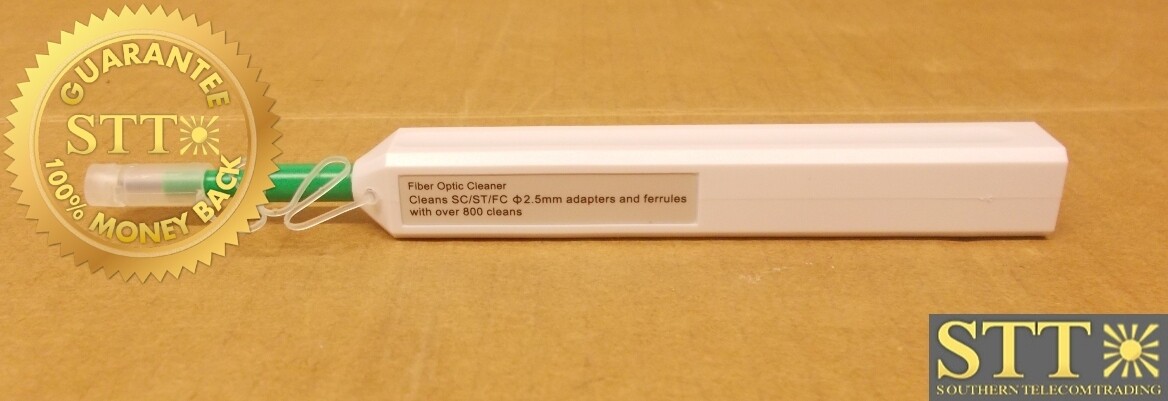 GUARANTEE
STT
100% MONEY BACK
Fiber Optic Cleaner
Cleans SC/ST/FC Φ2.5mm adapters and ferrules
with over 800 cleans
STT
SOUTHERN TELECOM TRADING